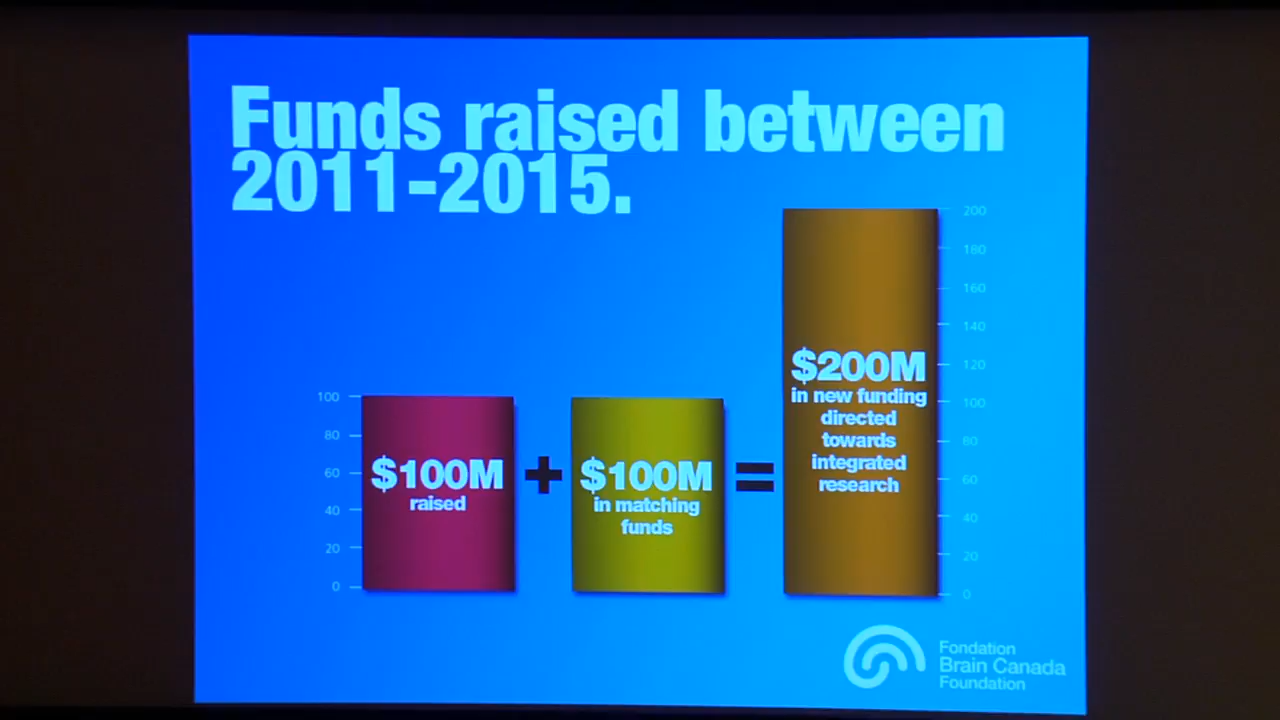 Funds raised between
2011-2015.
100
80
60
40
20
0
$100M
raised
+
$100M
in matching
funds
=
$200M
in new funding
directed
towards
integrated
research
200
180
160
140
120
100
80
60
40
20
0
Fondation
Brain Canada
Foundation